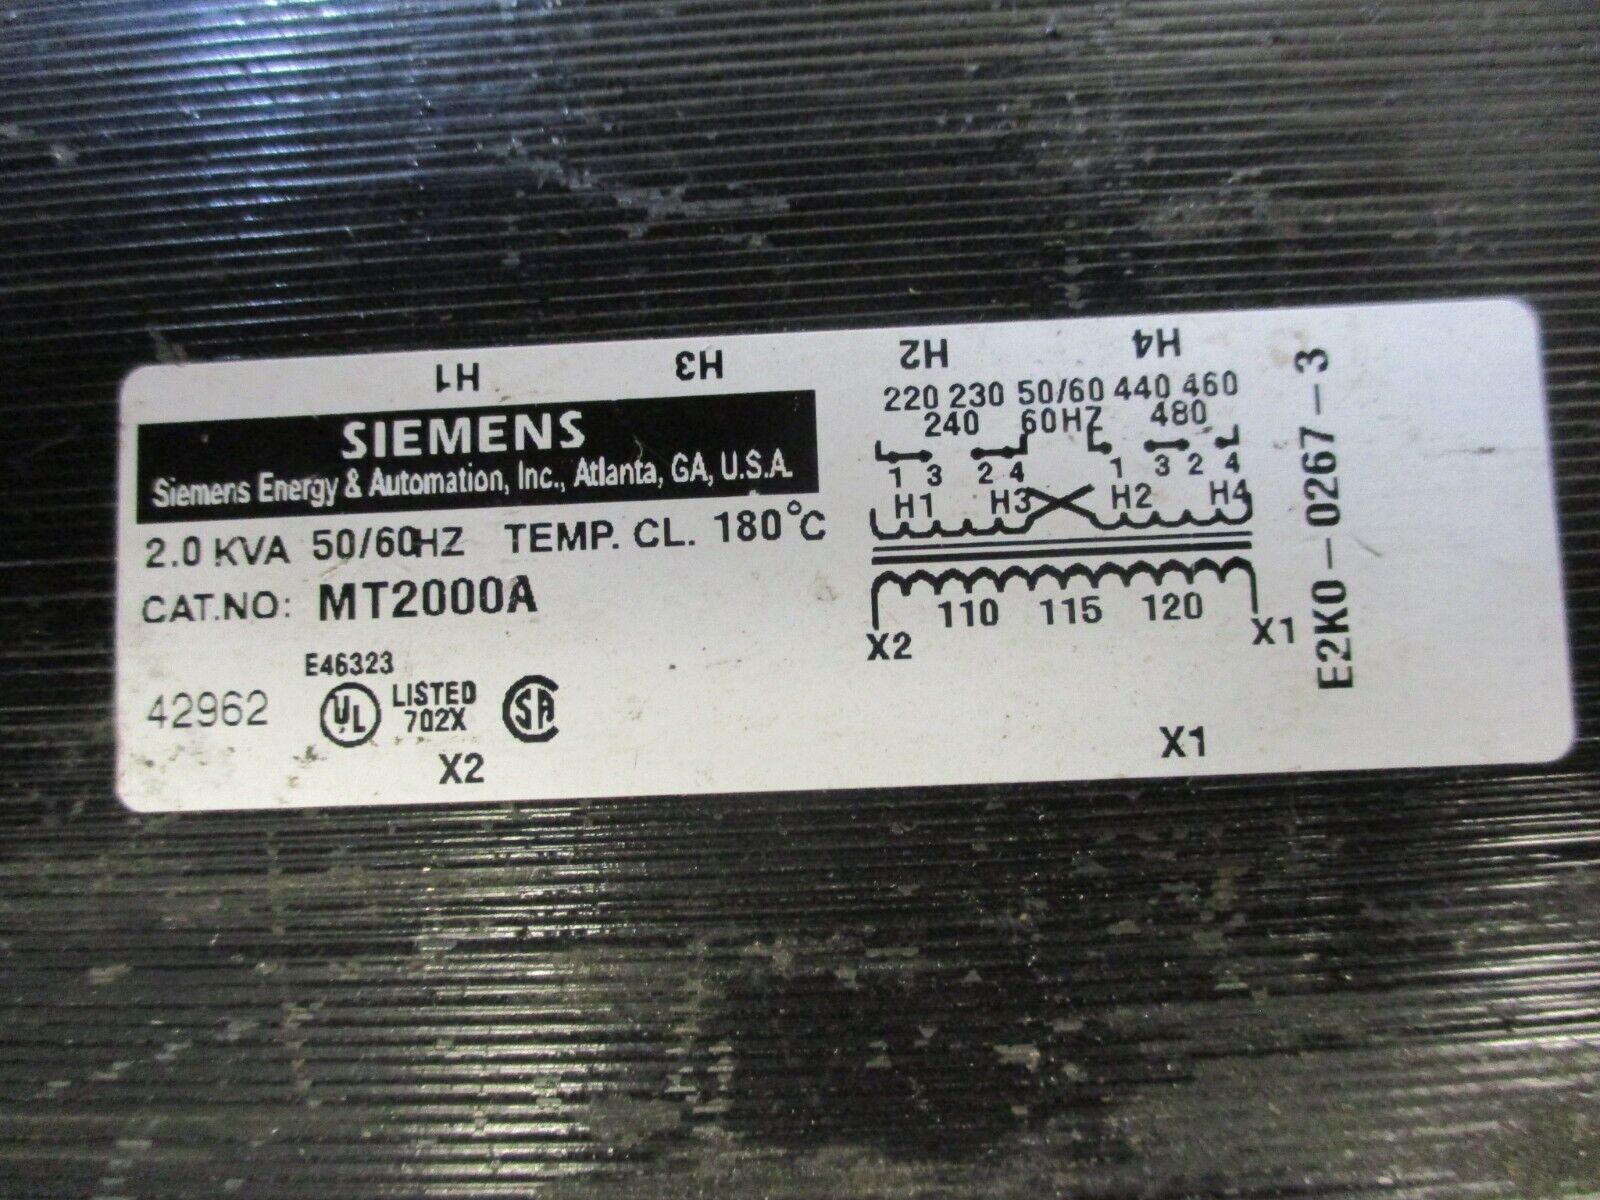 H1 H3 H2 H4
SIEMENS
Siemens Energy & Automation, Inc., Atlanta, GA, U.S.A.
2.0 KVA 50/60HZ TEMP. CL. 180°C
CAT.NO: MT2000A
E46323
42962 UL LISTED 702X SA
X2
220 230 50/60 440 460
240 60HZ 480
1 3 2 4 1 3 2 4
H1 H3 H2 H4
110 115 120
X2 X1
X1
E2K0-0267-3